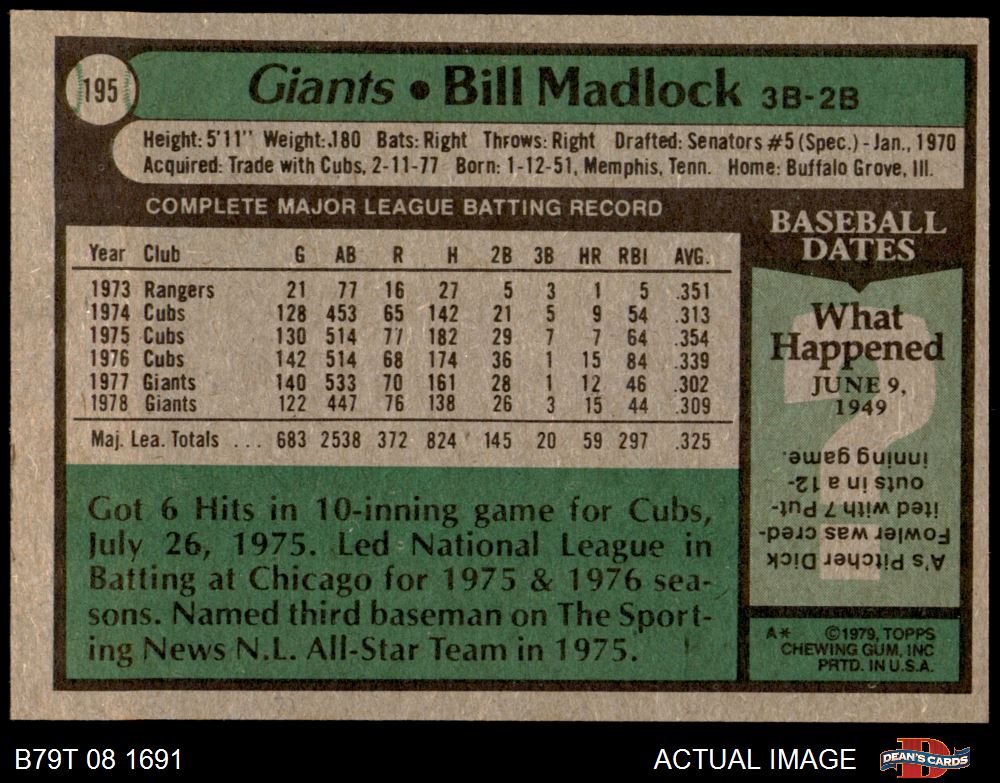 195
Giants • Bill Madlock 3B-2B
Height: 5'11" Weight:.180 Bats: Right Throws: Right Drafted: Senators #5 (Spec.) - Jan., 1970
Acquired: Trade with Cubs, 2-11-77 Born: 1-12-51, Memphis, Tenn. Home: Buffalo Grove, Ill.
COMPLETE MAJOR LEAGUE BATTING RECORD
Year Club G AB R H 2B 3B HR RBI AVG.
1973 Rangers 21 77 16 27 5 3 1 5 .351
1974 Cubs 128 453 65 142 21 5 9 54 .313
1975 Cubs 130 514 77 182 29 7 7 64 .354
1976 Cubs 142 514 68 174 36 1 15 84 .339
1977 Giants 140 533 70 161 28 1 12 46 .302
1978 Giants 122 447 76 138 26 3 15 44 .309
Maj. Lea. Totals ... 683 2538 372 824 145 20 59 297 .325
Got 6 Hits in 10-inning game for Cubs,
July 26, 1975. Led National League in
Batting at Chicago for 1975 & 1976 sea-
sons. Named third baseman on The Sport-
ing News N.L. All-Star Team in 1975.
BASEBALL
DATES
What
Happened
JUNE 9,
1949
?
A's Pitcher Dick
Fowler was cred-
ited with 7 Put-
outs in a 12-
inning game.
A* ©1979, TOPPS
CHEWING GUM, INC
PRTD. IN U.S.A.
B79T 08 1691
ACTUAL IMAGE
D
DEAN'S CARDS